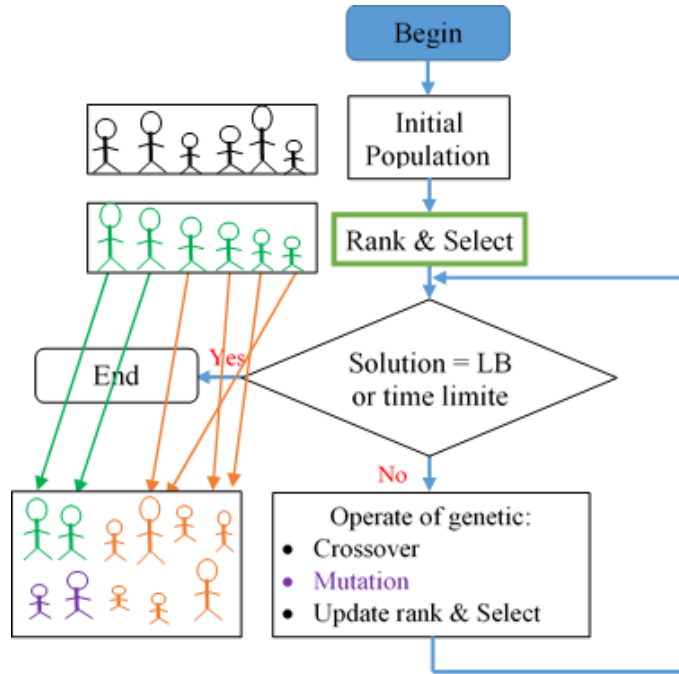 Begin
Initial
Population
Rank & Select
Solution = LB
or time limite
Yes
End
No
Operate of genetic:
● Crossover
● Mutation
● Update rank & Select